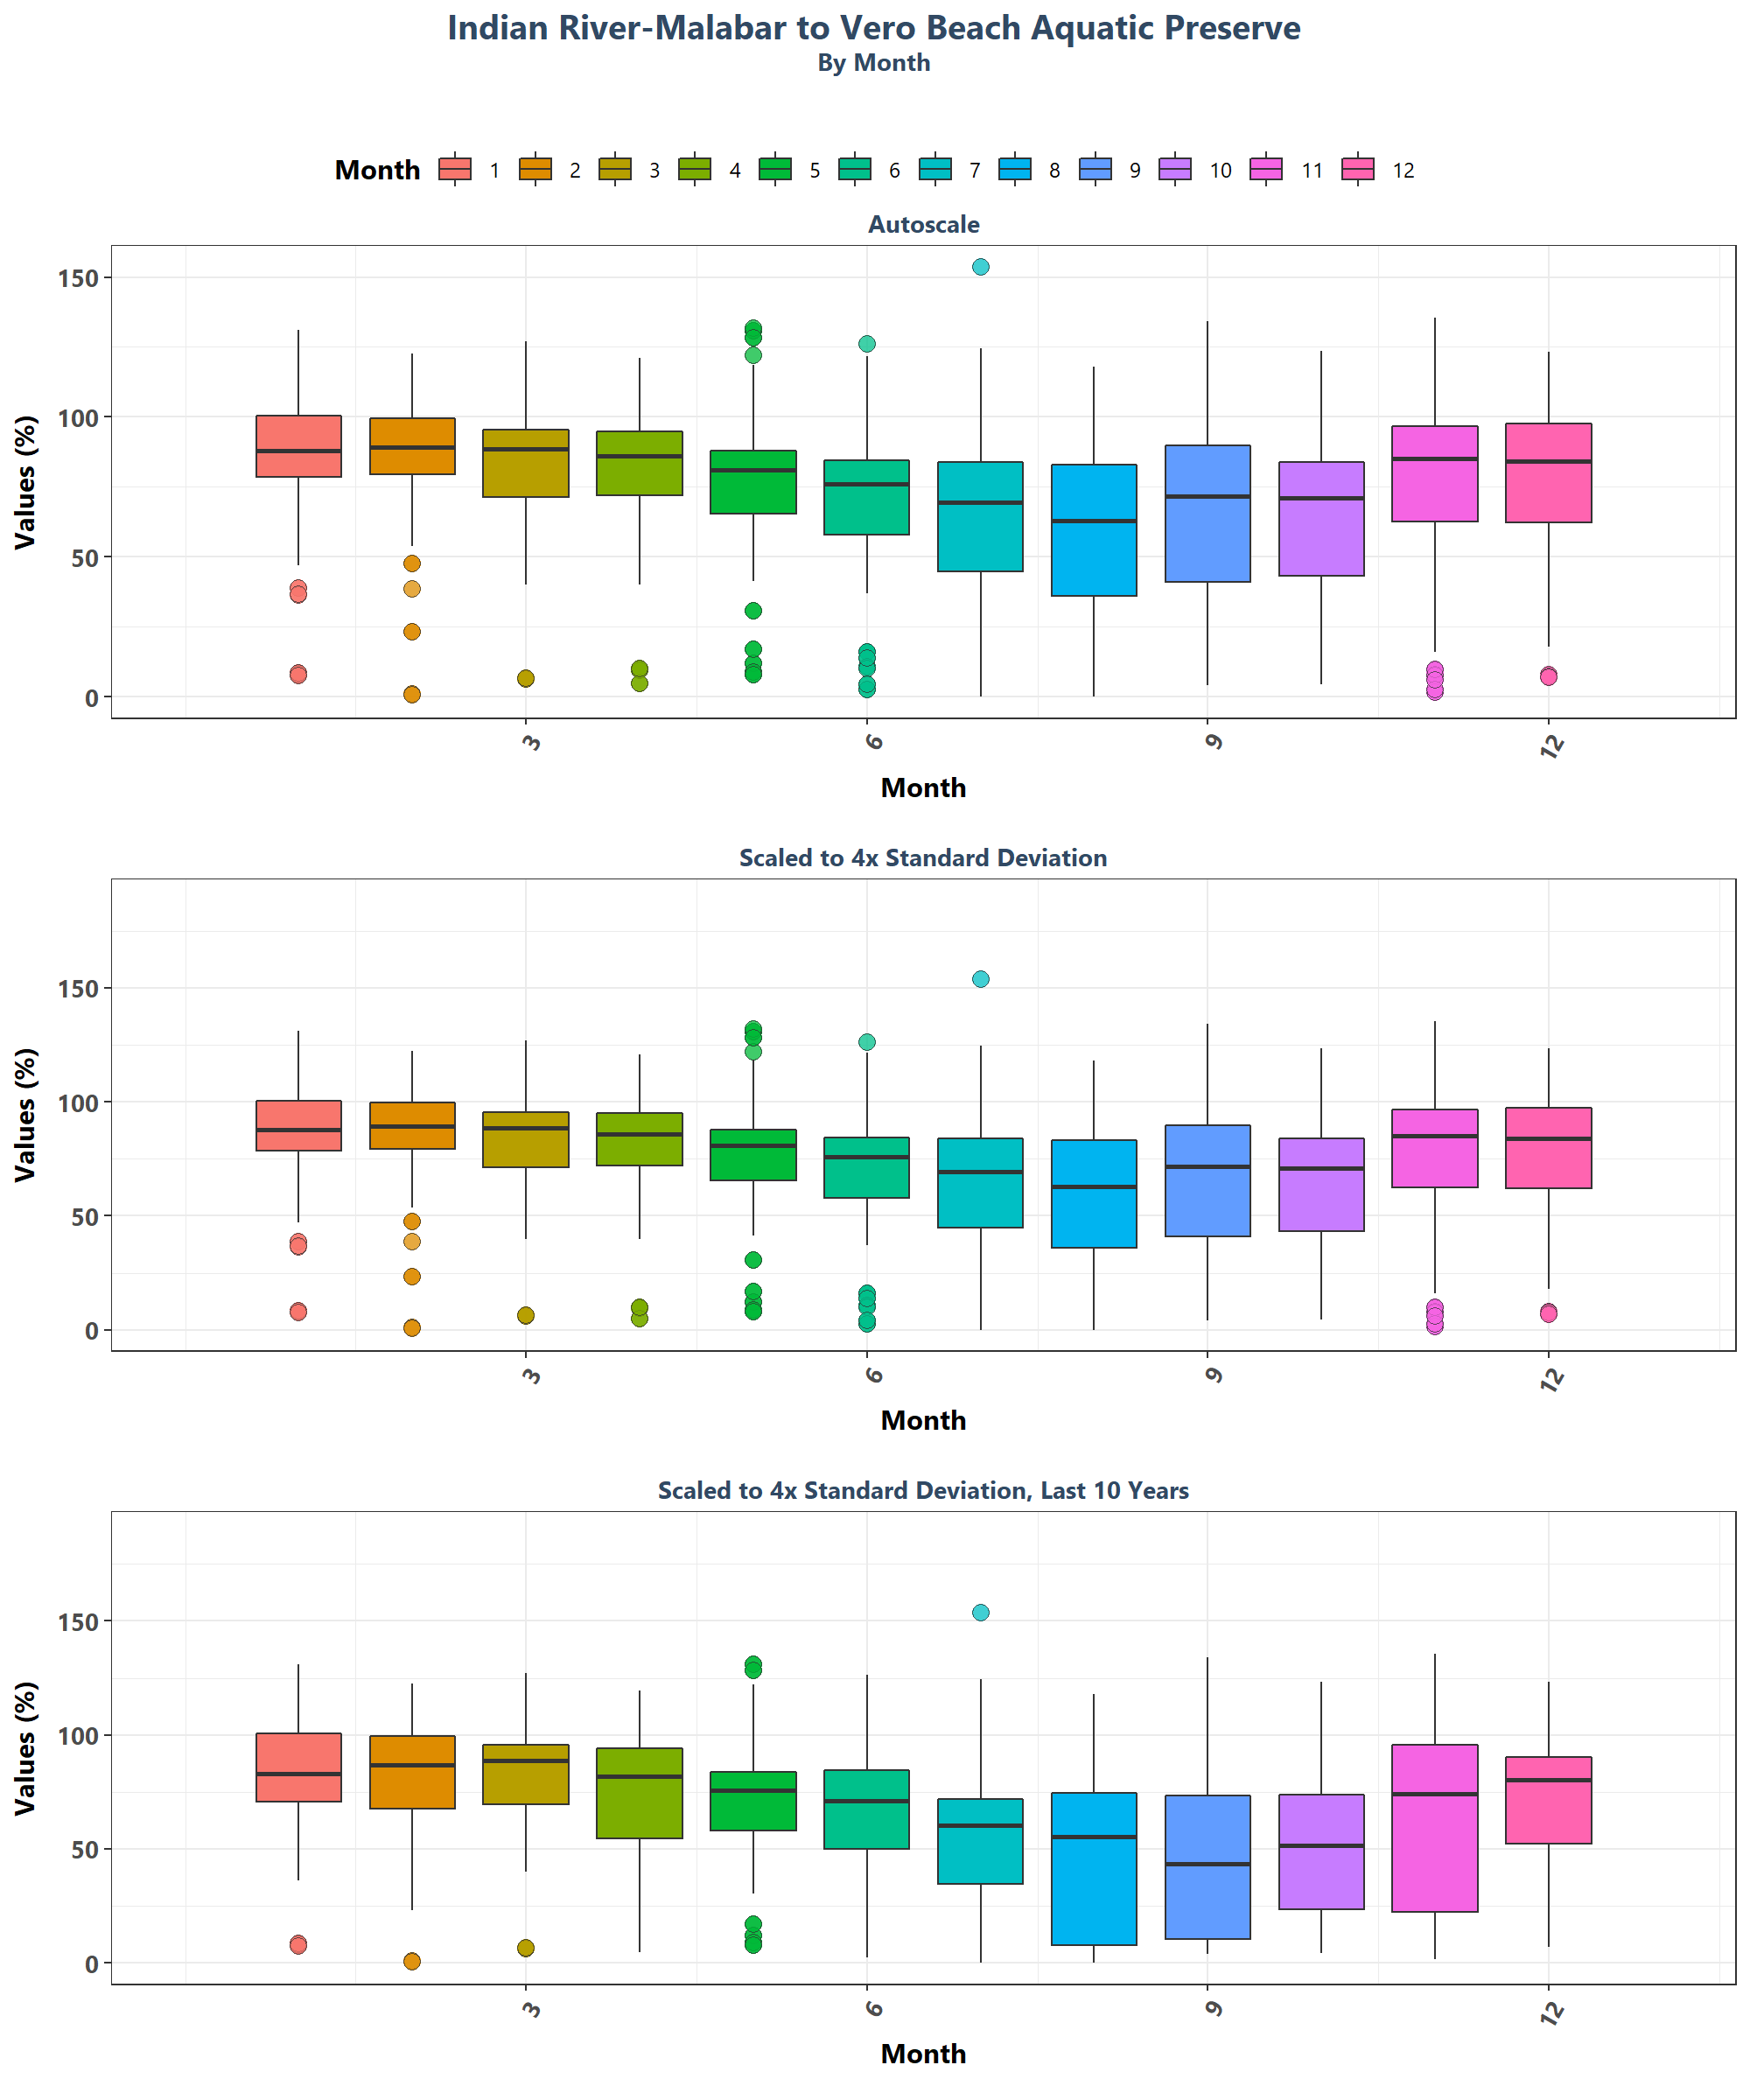 Indian River-Malabar to Vero Beach Aquatic Preserve
By Month
Month 1 2 3 4 5 6 7 8 9 10 11 12
Autoscale
Values (%)
150
100
50
0
3 6 9 12
Month
Scaled to 4x Standard Deviation
Values (%)
150
100
50
0
3 6 9 12
Month
Scaled to 4x Standard Deviation, Last 10 Years
Values (%)
150
100
50
0
3 6 9 12
Month